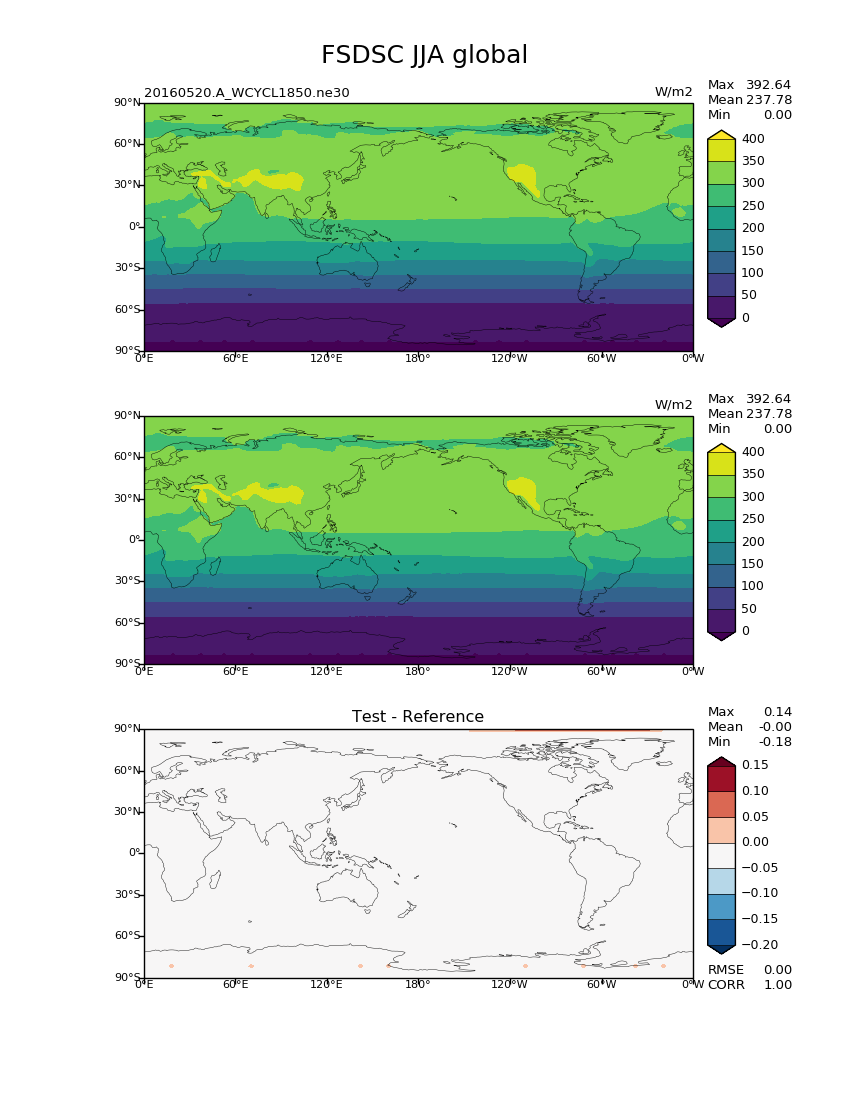 FSDSC JJA global
20160520.A_WCYCL1850.ne30
W/m2
Max 392.64
Mean 237.78
Min 0.00
90°N
60°N
30°N
0°
30°S
60°S
90°S
0°E 60°E 120°E 180° 120°W 60°W 0°W
400
350
300
250
200
150
100
50
0
W/m2
Max 392.64
Mean 237.78
Min 0.00
90°N
60°N
30°N
0°
30°S
60°S
90°S
0°E 60°E 120°E 180° 120°W 60°W 0°W
400
350
300
250
200
150
100
50
0
Test - Reference
Max 0.14
Mean -0.00
Min -0.18
90°N
60°N
30°N
0°
30°S
60°S
90°S
0°E 60°E 120°E 180° 120°W 60°W 0°W
0.15
0.10
0.05
0.00
−0.05
−0.10
−0.15
−0.20
RMSE 0.00
CORR 1.00